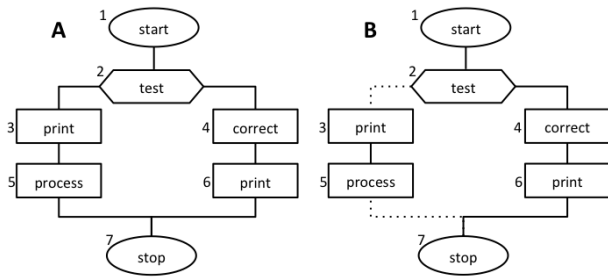 A
1
start
2
test
3
print
4
correct
5
process
6
print
7
stop
B
1
start
2
test
3
print
4
correct
5
process
6
print
7
stop